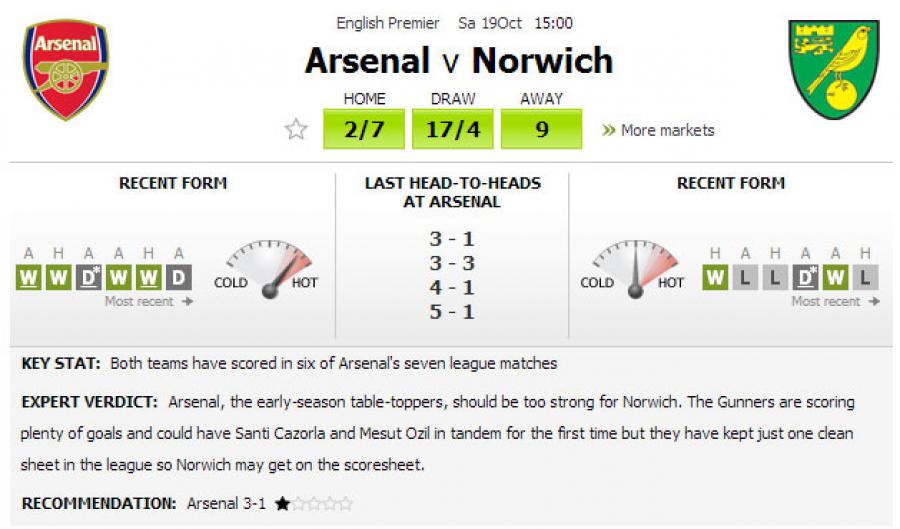 English Premier Sa 19Oct 15:00
Arsenal
Arsenal v Norwich
HOME DRAW AWAY
2/7 17/4 9 » More markets
RECENT FORM
LAST HEAD-TO-HEADS
AT ARSENAL
RECENT FORM
A H A A H A
W W D* W W D
Most recent →
COLD HOT
3 - 1
3 - 3
4 - 1
5 - 1
COLD HOT
H A H A A H
W L L D* W L
Most recent →
KEY STAT: Both teams have scored in six of Arsenal's seven league matches
EXPERT VERDICT: Arsenal, the early-season table-toppers, should be too strong for Norwich. The Gunners are scoring
plenty of goals and could have Santi Cazorla and Mesut Ozil in tandem for the first time but they have kept just one clean
sheet in the league so Norwich may get on the scoresheet.
RECOMMENDATION: Arsenal 3-1